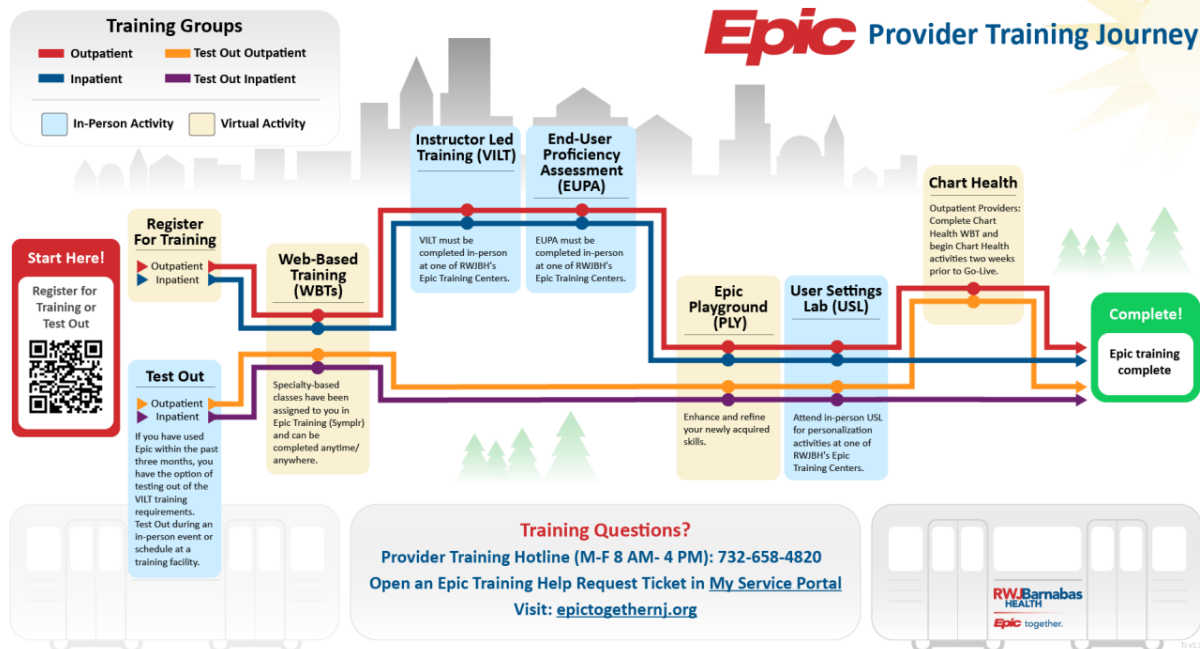 Training Groups
Outpatient
Test Out Outpatient
Inpatient
Test Out Inpatient
In-Person Activity
Virtual Activity
Epic Provider Training Journey
Start Here!
Register for
Training or
Test Out
Register
For Training
Outpatient
Inpatient
Test Out
Outpatient
Inpatient
If you have used
Epic within the past
three months, you
have the option of
testing out of the
VILT training
requirements.
Test Out during an
in-person event or
schedule at a
training facility.
Web-Based
Training
(WBTs)
Specialty-based
classes have been
assigned to you in
Epic Training (Symplr)
and can be
completed anytime/
anywhere.
Instructor Led
Training (VILT)
VILT must be
completed in-person
at one of RWJBH's
Epic Training Centers.
End-User
Proficiency
Assessment
(EUPA)
EUPA must be
completed in-person
at one of RWJBH's
Epic Training Centers.
Epic
Playground
(PLY)
Enhance and refine
your newly acquired
skills.
User Settings
Lab (USL)
Attend in-person USL
for personalization
activities at one of
RWJBH's Epic
Training Centers.
Chart Health
Outpatient Providers:
Complete Chart
Health WBT and
begin Chart Health
activities two weeks
prior to Go-Live.
Complete!
Epic training
complete
Training Questions?
Provider Training Hotline (M-F 8 AM- 4 PM): 732-658-4820
Open an Epic Training Help Request Ticket in My Service Portal
Visit: epictogethernj.org
RWJBarnabas
HEALTH
Epic together.